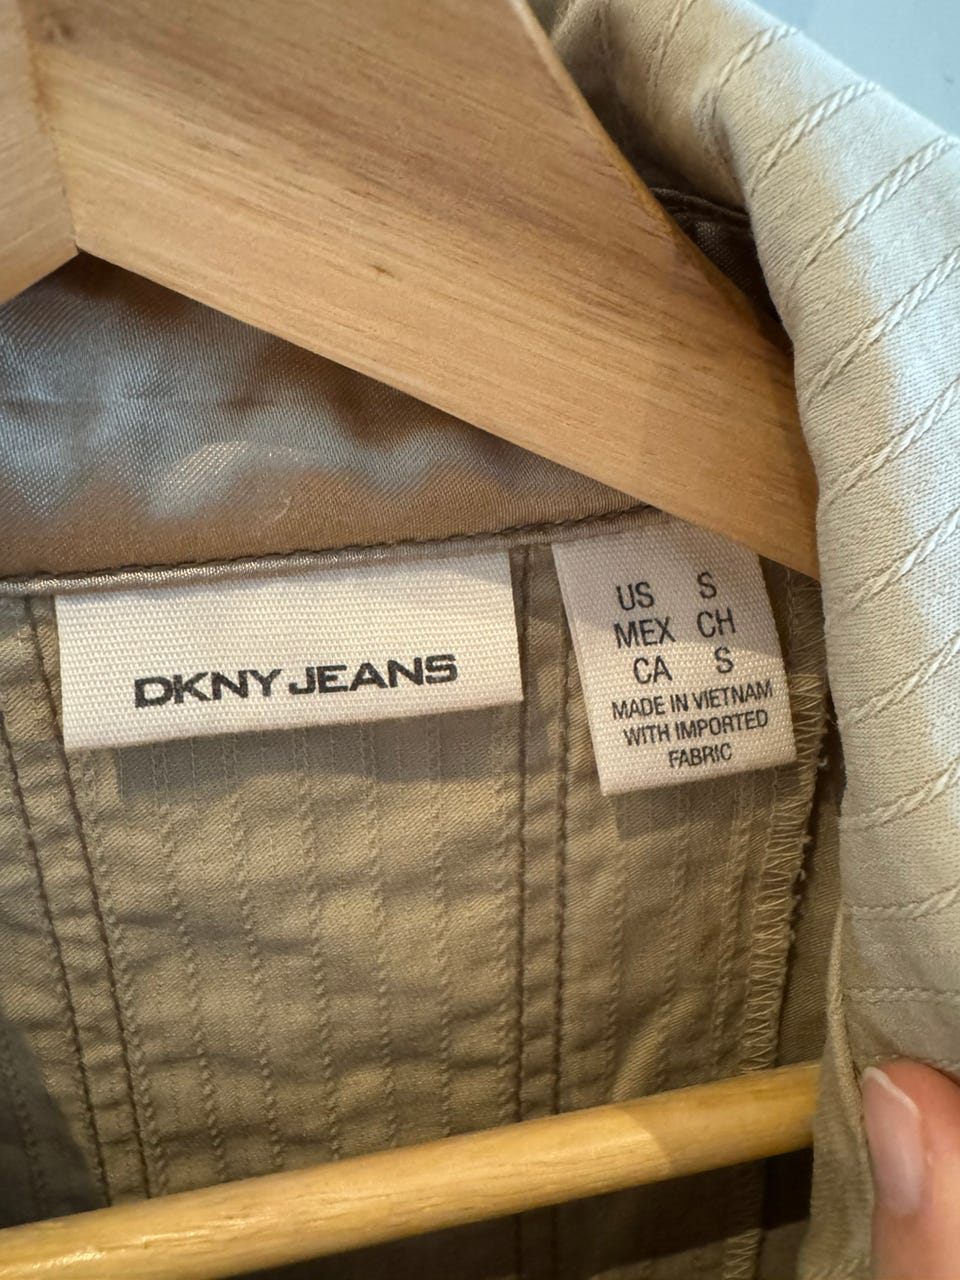 DKNY JEANS
US S
MEX CH
CA S
MADE IN VIETNAM
WITH IMPORTED
FABRIC